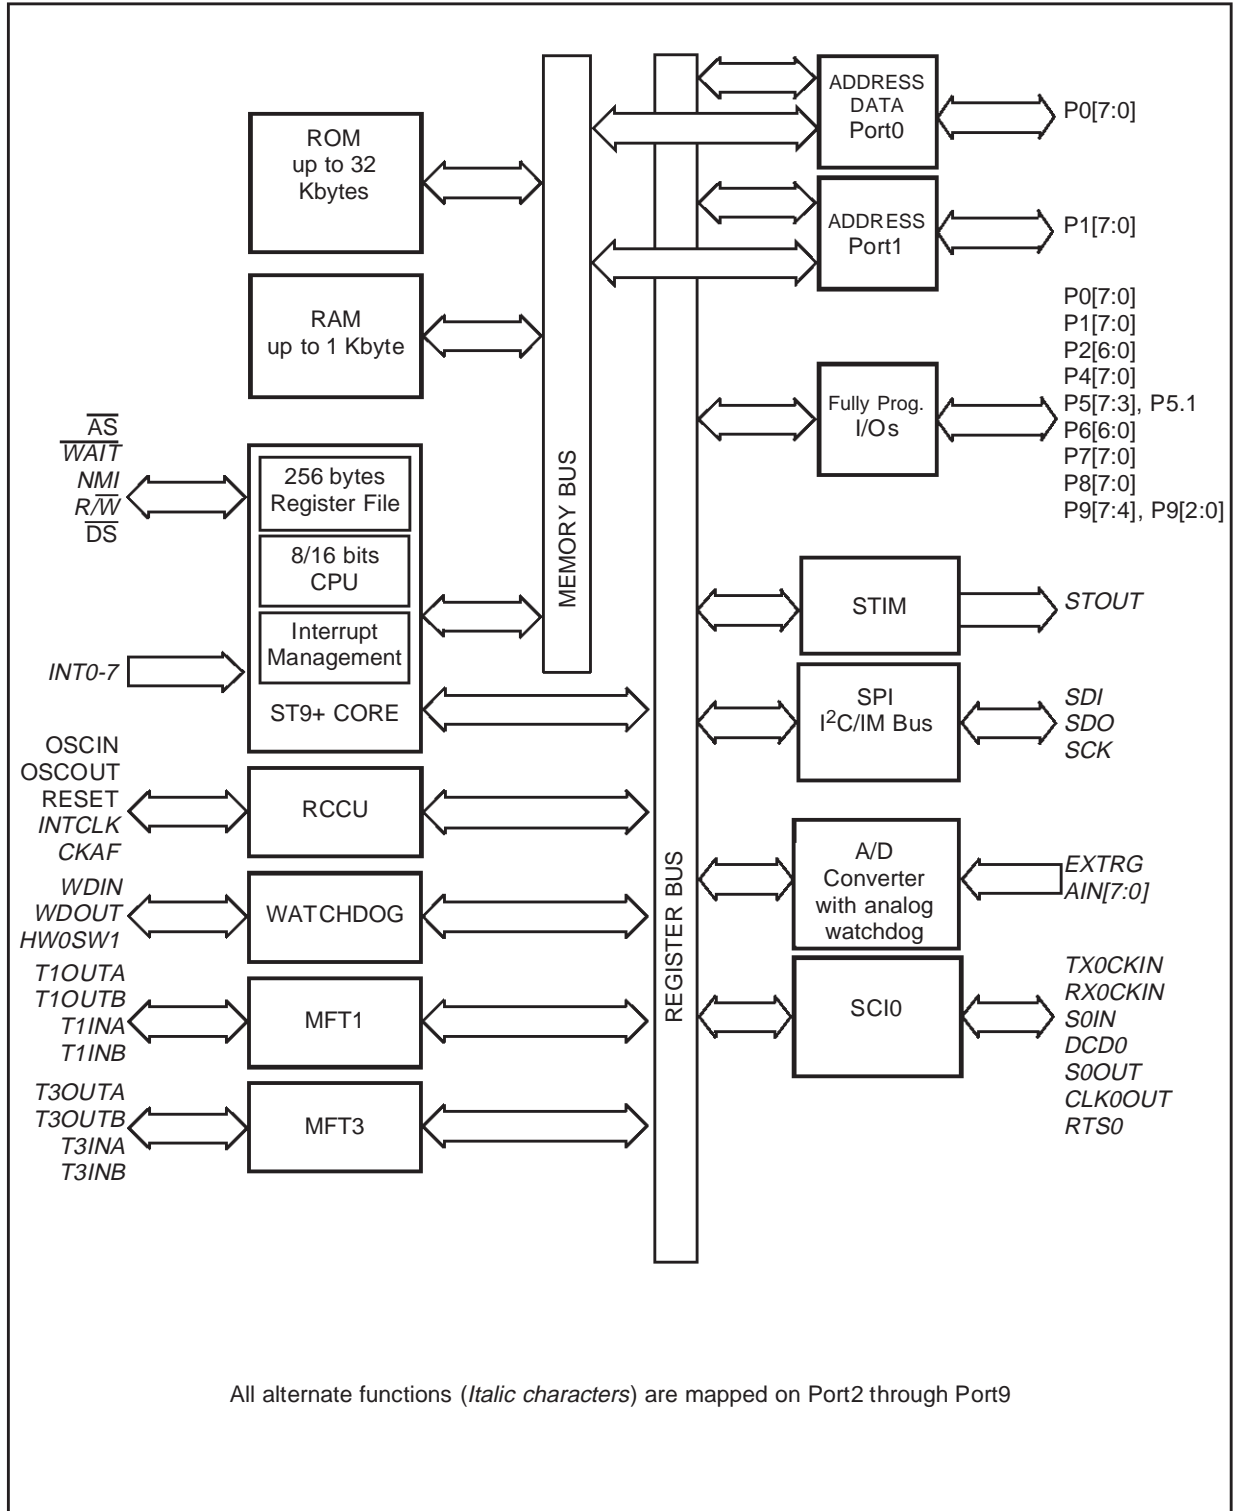 ROM
up to 32
Kbytes
RAM
up to 1 Kbyte
AS
WAIT
NMI
R/W
DS
256 bytes
Register File
8/16 bits
CPU
Interrupt
Management
ST9+ CORE
INT0-7
OSCIN
OSCOUT
RESET
INTCLK
CKAF
RCCU
WDIN
WDOUT
HW0SW1
WATCHDOG
T1OUTA
T1OUTB
T1INA
T1INB
MFT1
T3OUTA
T3OUTB
T3INA
T3INB
MFT3
MEMORY BUS
REGISTER BUS
ADDRESS
DATA
Port0
P0[7:0]
ADDRESS
Port1
P1[7:0]
Fully Prog.
I/Os
P0[7:0]
P1[7:0]
P2[6:0]
P4[7:0]
P5[7:3], P5.1
P6[6:0]
P7[7:0]
P8[7:0]
P9[7:4], P9[2:0]
STIM
STOUT
SPI
I²C/IM Bus
SDI
SDO
SCK
A/D
Converter
with analog
watchdog
EXTRG
AIN[7:0]
SCI0
TX0CKIN
RX0CKIN
S0IN
DCD0
S0OUT
CLK0OUT
RTS0
All alternate functions (Italic characters) are mapped on Port2 through Port9